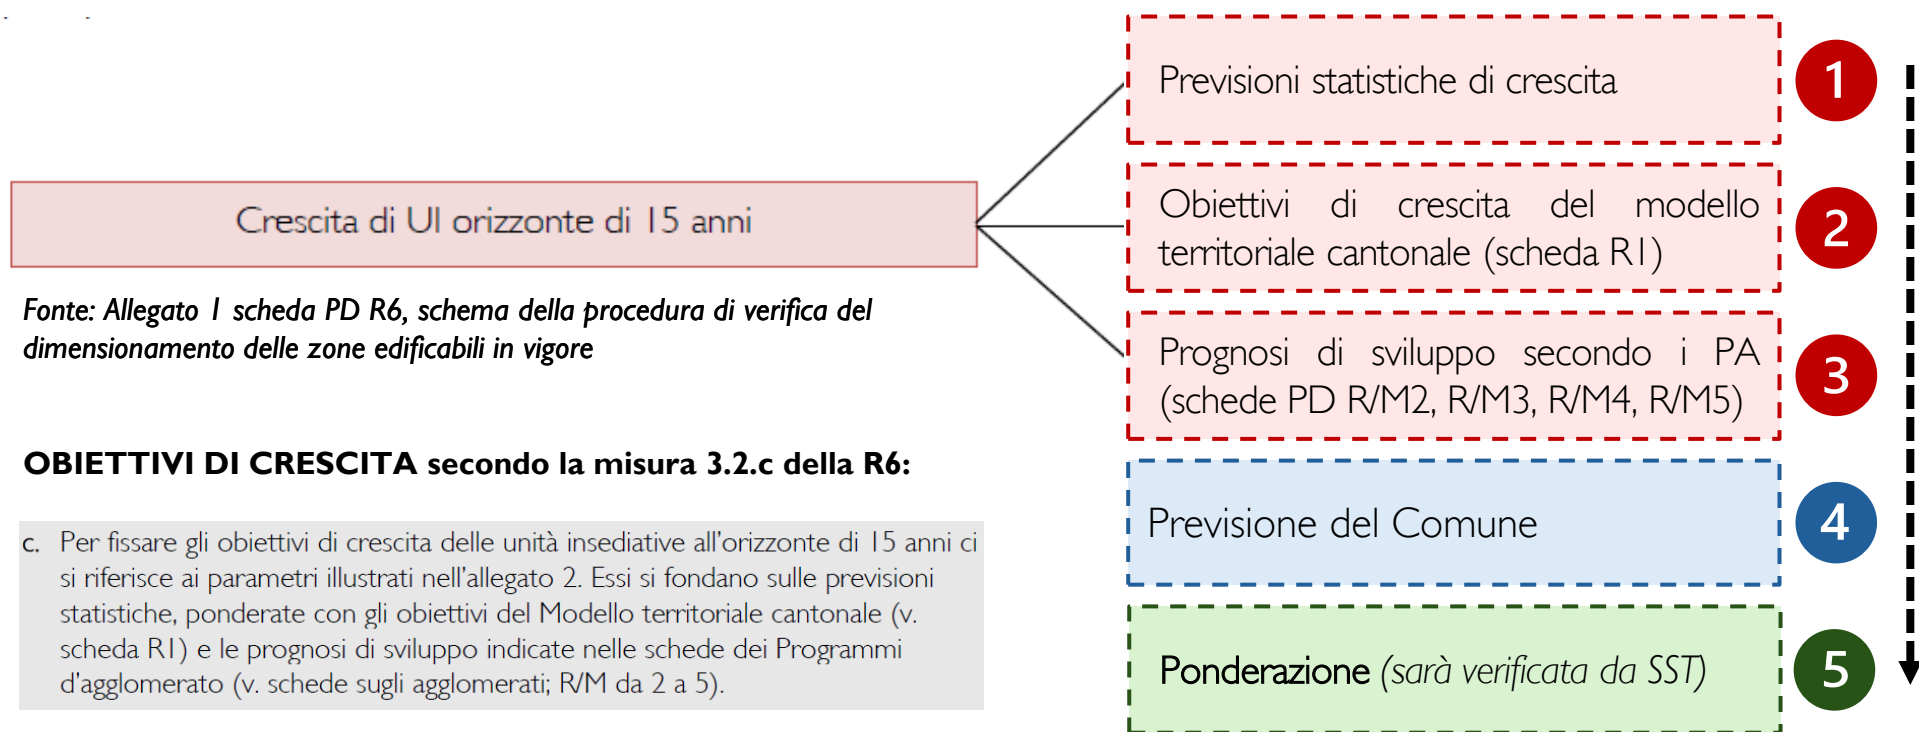 Crescita di UI orizzonte di 15 anni
Fonte: Allegato 1 scheda PD R6, schema della procedura di verifica del
dimensionamento delle zone edificabili in vigore
OBIETTIVI DI CRESCITA secondo la misura 3.2.c della R6:
c. Per fissare gli obiettivi di crescita delle unità insediative all'orizzonte di 15 anni ci
si riferisce ai parametri illustrati nell'allegato 2. Essi si fondano sulle previsioni
statistiche, ponderate con gli obiettivi del Modello territoriale cantonale (v.
scheda R1) e le prognosi di sviluppo indicate nelle schede dei Programmi
d'agglomerato (v. schede sugli agglomerati; R/M da 2 a 5).
Previsioni statistiche di crescita
1
Obiettivi di crescita del modello
territoriale cantonale (scheda R1)
2
Prognosi di sviluppo secondo i PA
(schede PD R/M2, R/M3, R/M4, R/M5)
3
Previsione del Comune
4
Ponderazione (sarà verificata da SST)
5